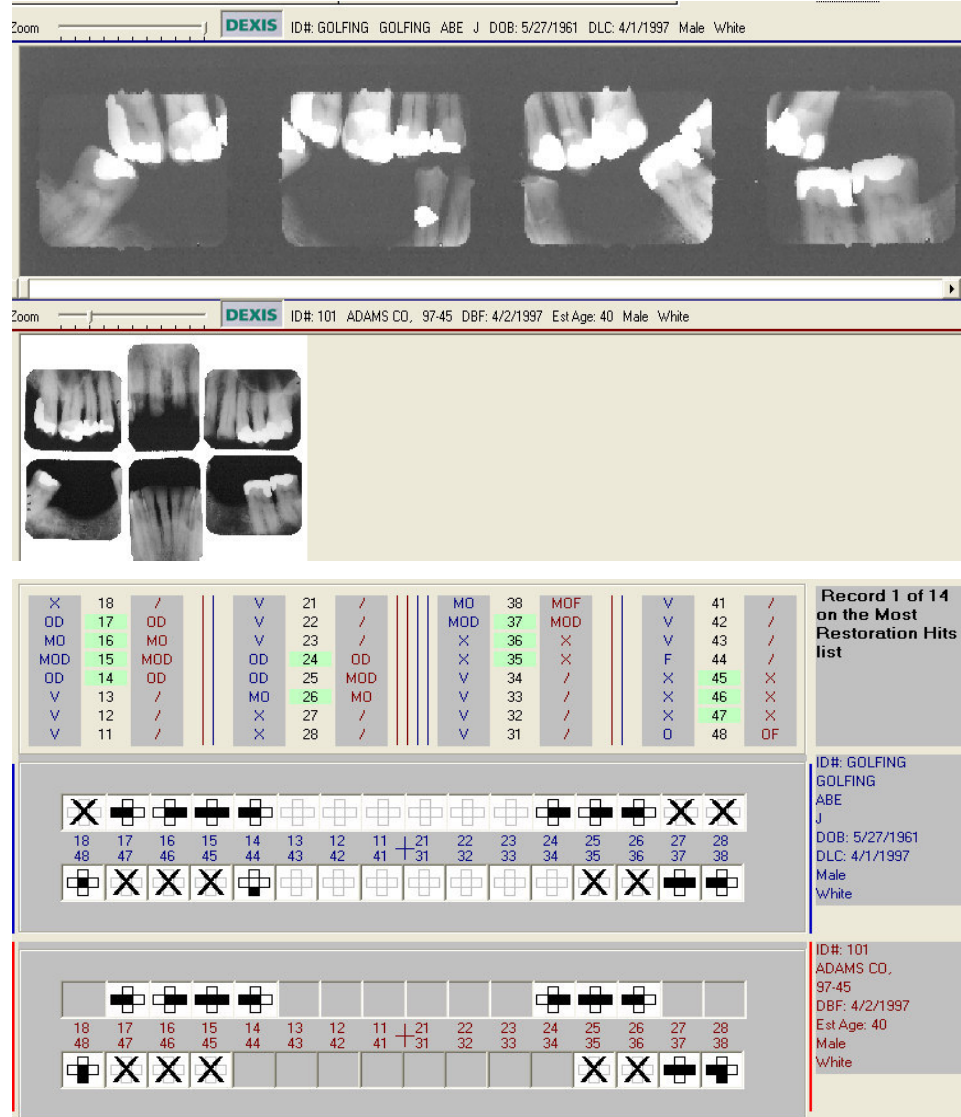 Zoom DEXIS ID#: GOLFING GOLFING ABE J DOB: 5/27/1961 DLC: 4/1/1997 Male White
Zoom DEXIS ID#: 101 ADAMS CO, 97-45 DBF: 4/2/1997 Est Age: 40 Male White
X 18 / V 21 / MO 38 MOF V 41 /
OD 17 OD V 22 / MOD 37 MOD V 42 /
MO 16 MO V 23 / X 36 X V 43 /
MOD 15 MOD OD 24 OD X 35 X F 44 /
OD 14 OD OD 25 MOD V 34 / X 45 X
V 13 / MO 26 MO V 33 / X 46 X
V 12 / X 27 / V 32 / X 47 X
V 11 / X 28 / V 31 / O 48 OF
Record 1 of 14
on the Most
Restoration Hits
list
18 17 16 15 14 13 12 11 21 22 23 24 25 26 27 28
48 47 46 45 44 43 42 41 31 32 33 34 35 36 37 38
ID#: GOLFING
GOLFING
ABE
J
DOB: 5/27/1961
DLC: 4/1/1997
Male
White
18 17 16 15 14 13 12 11 21 22 23 24 25 26 27 28
48 47 46 45 44 43 42 41 31 32 33 34 35 36 37 38
ID#: 101
ADAMS CO,
97-45
DBF: 4/2/1997
Est Age: 40
Male
White